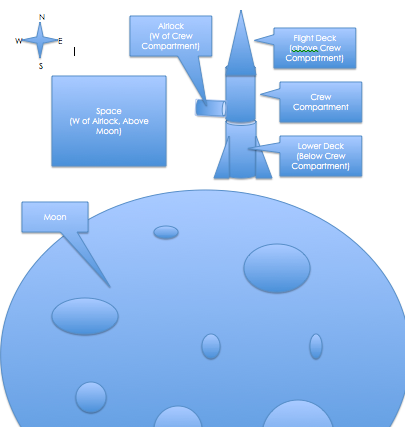 N
W E
S
Airlock
(W of Crew
Compartment)
Flight Deck
(above Crew
Compartment)
Space
(W of Airlock, Above
Moon)
Crew
Compartment
Lower Deck
(Below Crew
Compartment)
Moon